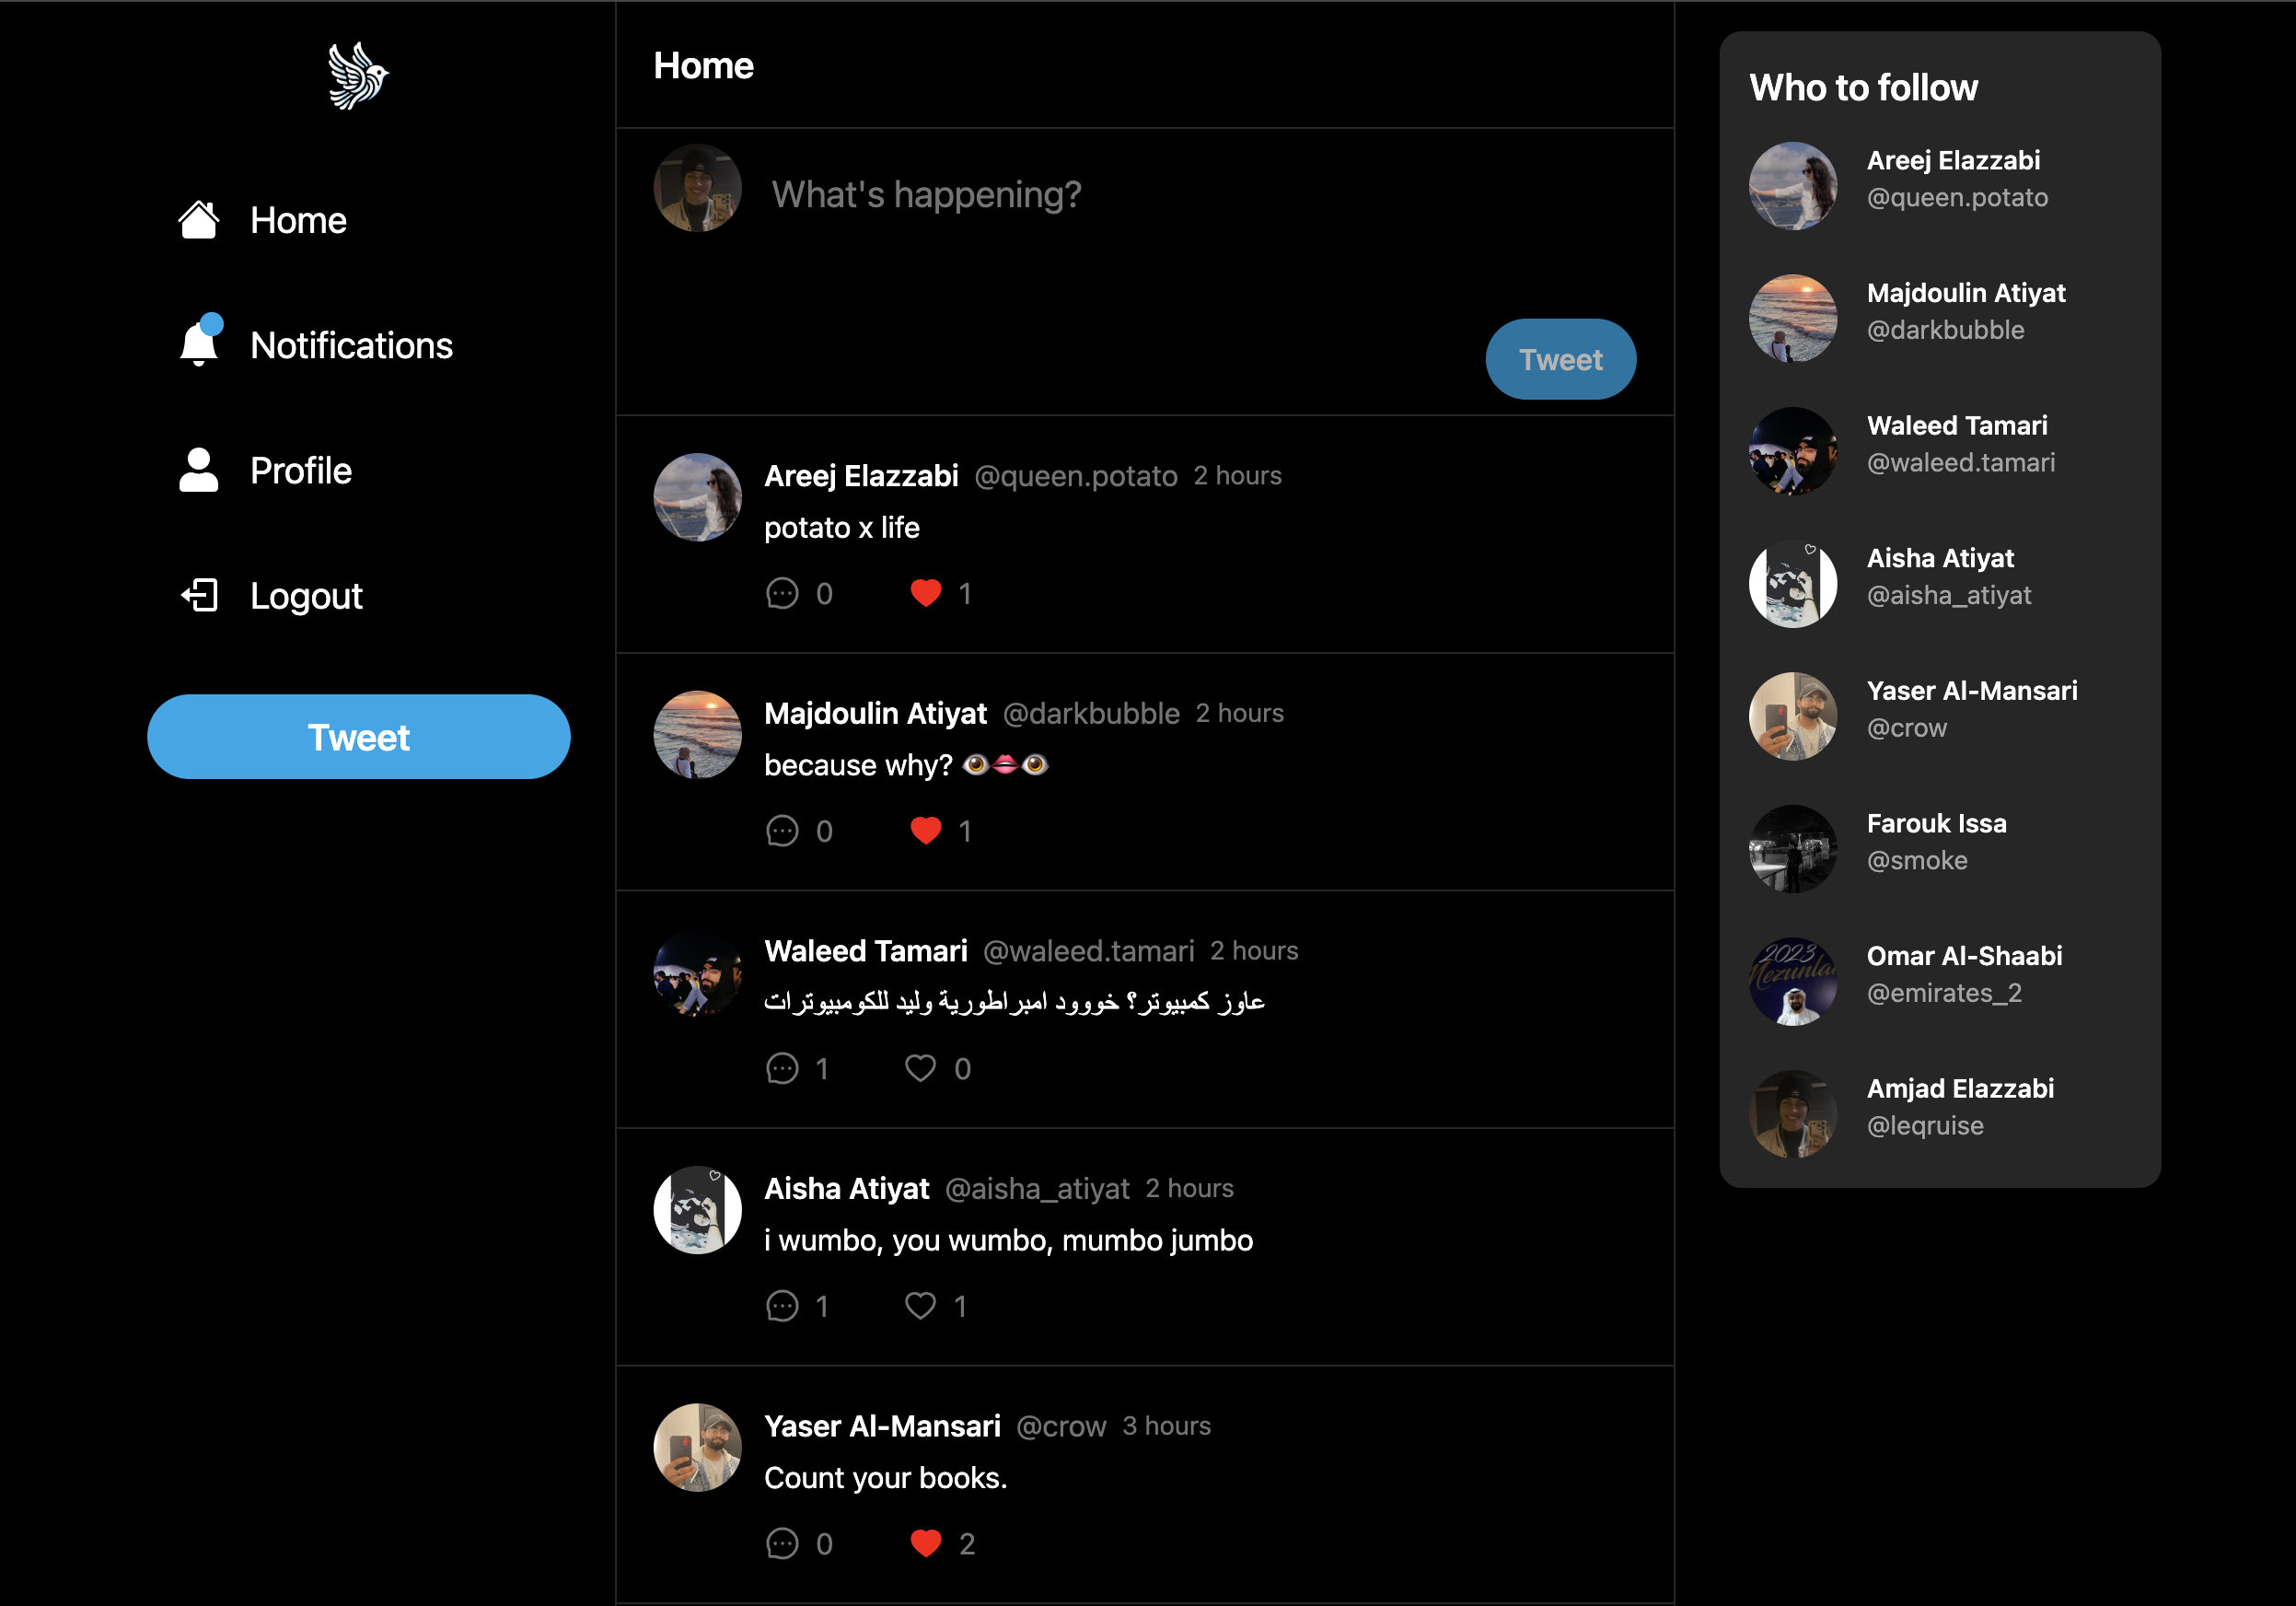 Home
Notifications
Profile
Logout
Tweet
Home
What's happening?
Tweet
Areej Elazzabi @queen.potato 2 hours
potato x life
0 1
Majdoulin Atiyat @darkbubble 2 hours
because why? 👁️👄👁️
0 1
Waleed Tamari @waleed.tamari 2 hours
عاوز كمبيوتر؟ خووود امبراطورية وليد للكومبيوترات
1 0
Aisha Atiyat @aisha_atiyat 2 hours
i wumbo, you wumbo, mumbo jumbo
1 1
Yaser Al-Mansari @crow 3 hours
Count your books.
0 2
Who to follow
Areej Elazzabi
@queen.potato
Majdoulin Atiyat
@darkbubble
Waleed Tamari
@waleed.tamari
Aisha Atiyat
@aisha_atiyat
Yaser Al-Mansari
@crow
Farouk Issa
@smoke
2023
Omar Al-Shaabi
@emirates_2
Amjad Elazzabi
@leqruise